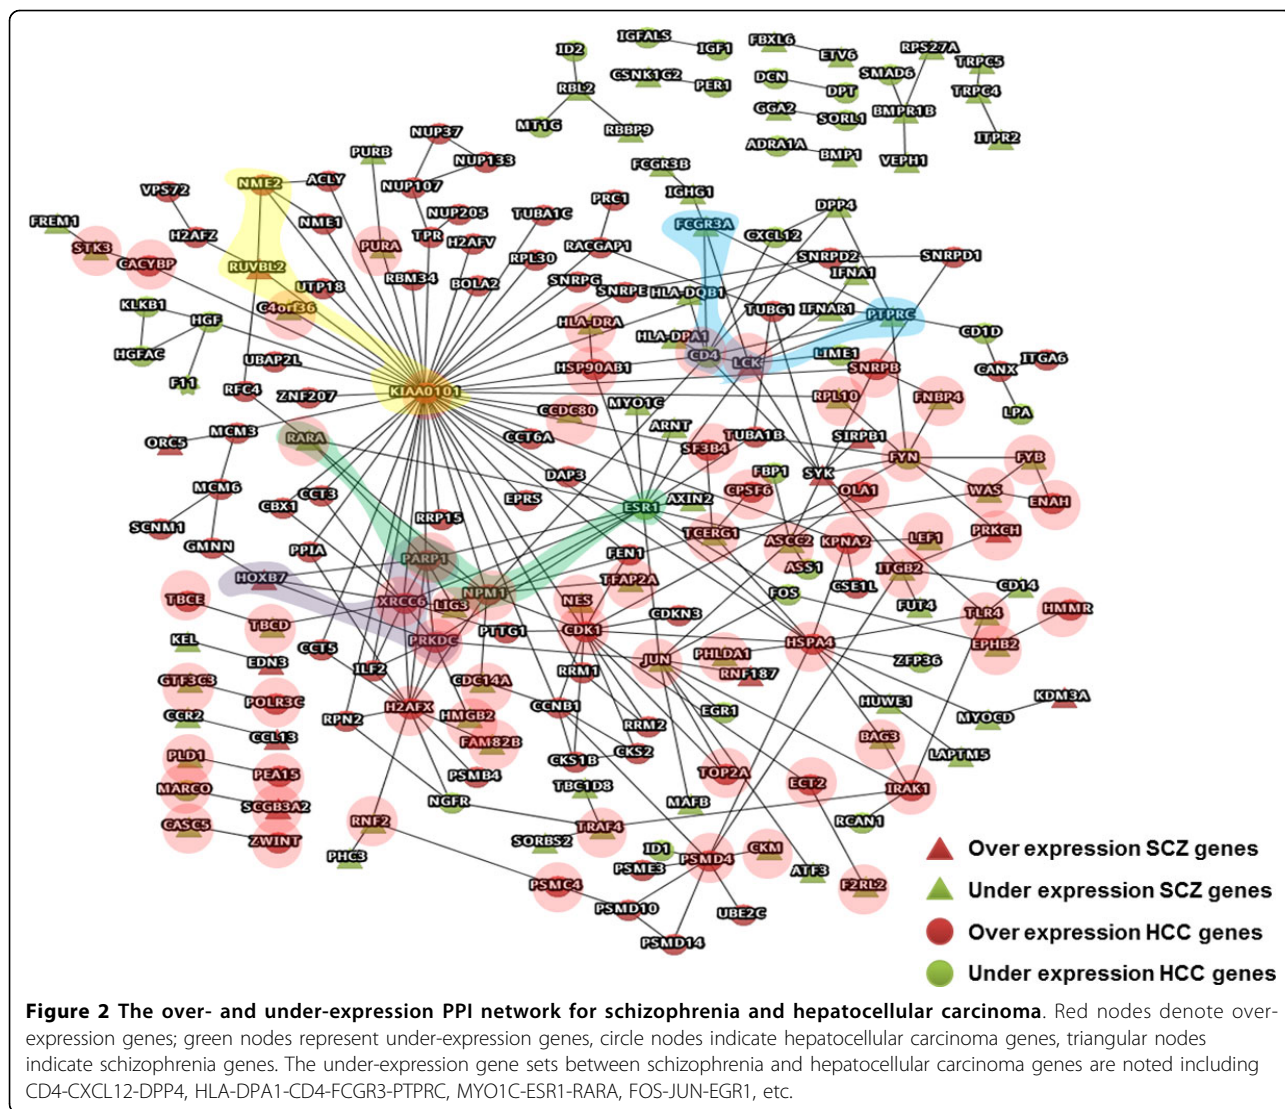 ID2
IGFALS
IGF1
FBXL6
ETV6
RPS27A
TRPC5
CSNK1G2
PER1
DCN
DPT
SMAD6
TRPC4
RBL2
MT1G
RBBP9
GGA2
SORL1
BMPR1B
ITPR2
ADRA1A
BMP1
VEPH1
NUP37
NUP133
NUP107
PURB
FCGR3B
IGHG1
NME2
ACLY
VPS72
NUP205
TUBA1C
PRC1
DPP4
FREM1
STK3
H2AFZ
NME1
PURA
TPR
H2AFV
RACGAP1
FCGR3A
CXCL12
SNRPD2
SNRPD1
CACYBP
RUVBL2
UTP18
RBM34
BOLA2
RPL30
SNRPG
SNRPE
HLA-DQB1
IFNA1
KLKB1
C4orf36
HGF
HGFAC
F11
HLA-DRA
HLA-DPA1
TUBG1
IFNAR1
PTPRC
CD1D
UBAP2L
CD4
LCK
LIME1
SNRPB
CANX
ITGA6
LPA
RFC4
ZNF207
KIAA0101
HSP90AB1
MYO1C
RPL10
FNBP4
CCDC80
ARNT
ORC5
MCM3
RARA
CCT6A
SF3B4
TUBA1B
SIRPB1
FYN
FYB
DAP3
FBP1
SYK
MCM6
CCT3
CBX1
EPRS
ESR1
AXIN2
CPSF6
OLA1
WAS
ENAH
SCNM1
RRP15
TCERG1
ASCC2
KPNA2
LEF1
PRKCH
GMNN
PPIA
PARP1
FEN1
ASS1
ITGB2
HOXB7
NPM1
TFAP2A
FOS
CSE1L
CD14
TBCE
XRCC6
LIG3
NES
CDKN3
FUT4
TLR4
HMMR
TBCD
PRKDC
PTTG1
CDK1
HSPA4
EPHB2
KEL
EDN3
CCT5
ILF2
JUN
PHLDA1
RNF187
ZFP36
GTF3C3
POLR3C
CDC14A
RRM1
H2AFX
CCNB1
HMGB2
RPN2
EGR1
HUWE1
KDM3A
MYOCD
CCR2
CCL13
FAM82B
RRM2
CKS2
CKS1B
BAG3
LAPTM5
PLD1
PEA15
PSMB4
TOP2A
ECT2
IRAK1
MARCO
SCGB3A2
NGFR
TBC1D8
MAFB
CASC5
ZWINT
RNF2
TRAF4
RCAN1
PHC3
SORBS2
ID1
PSME3
PSMD4
CKM
ATF3
F2RL2
PSMC4
PSMD10
UBE2C
PSMD14
Over expression SCZ genes
Under expression SCZ genes
Over expression HCC genes
Under expression HCC genes
Figure 2 The over- and under-expression PPI network for schizophrenia and hepatocellular carcinoma. Red nodes denote over-
expression genes; green nodes represent under-expression genes, circle nodes indicate hepatocellular carcinoma genes, triangular nodes
indicate schizophrenia genes. The under-expression gene sets between schizophrenia and hepatocellular carcinoma genes are noted including
CD4-CXCL12-DPP4, HLA-DPA1-CD4-FCGR3-PTPRC, MYO1C-ESR1-RARA, FOS-JUN-EGR1, etc.